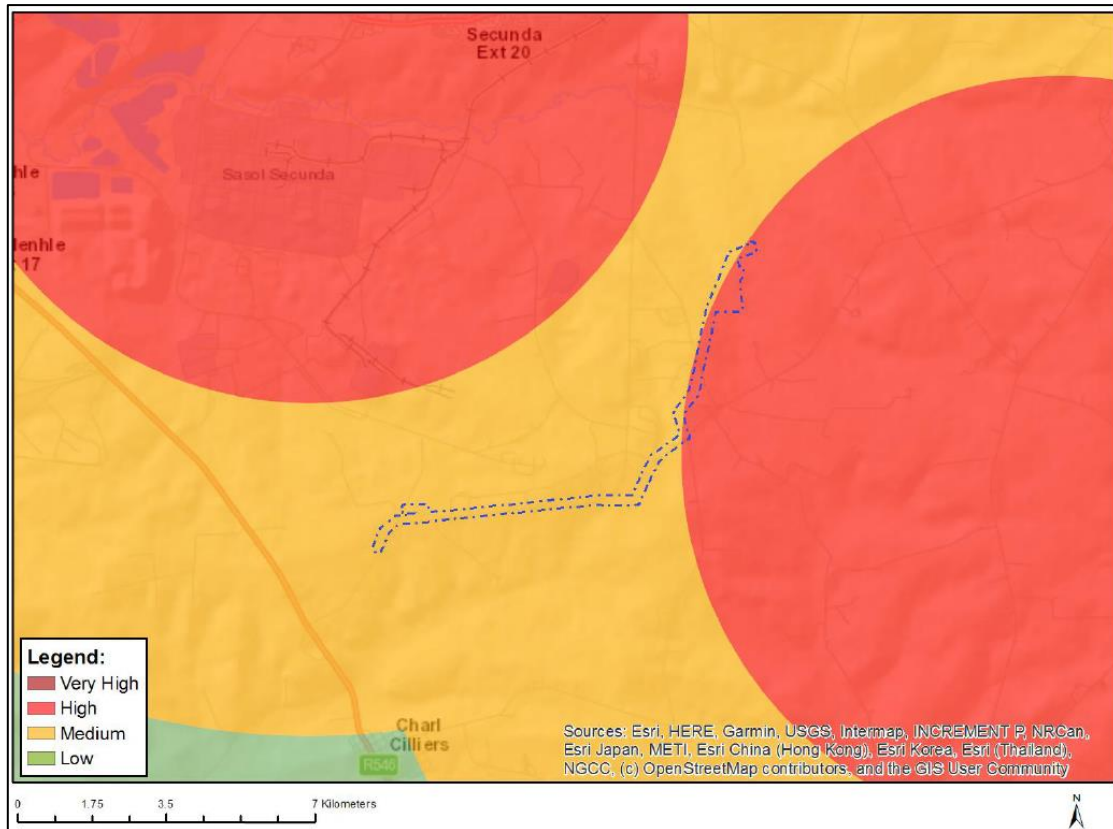 Secunda
Ext 20
Sasol Secunda
hle
lenhle
17
Charl
Cilliers
R546
Legend:
Very High
High
Medium
Low
Sources: Esri, HERE, Garmin, USGS, Intermap, INCREMENT P, NRCan,
Esri Japan, METI, Esri China (Hong Kong), Esri Korea, Esri (Thailand),
NGCC, (c) OpenStreetMap contributors, and the GIS User Community
0 1.75 3.5 7 Kilometers
N